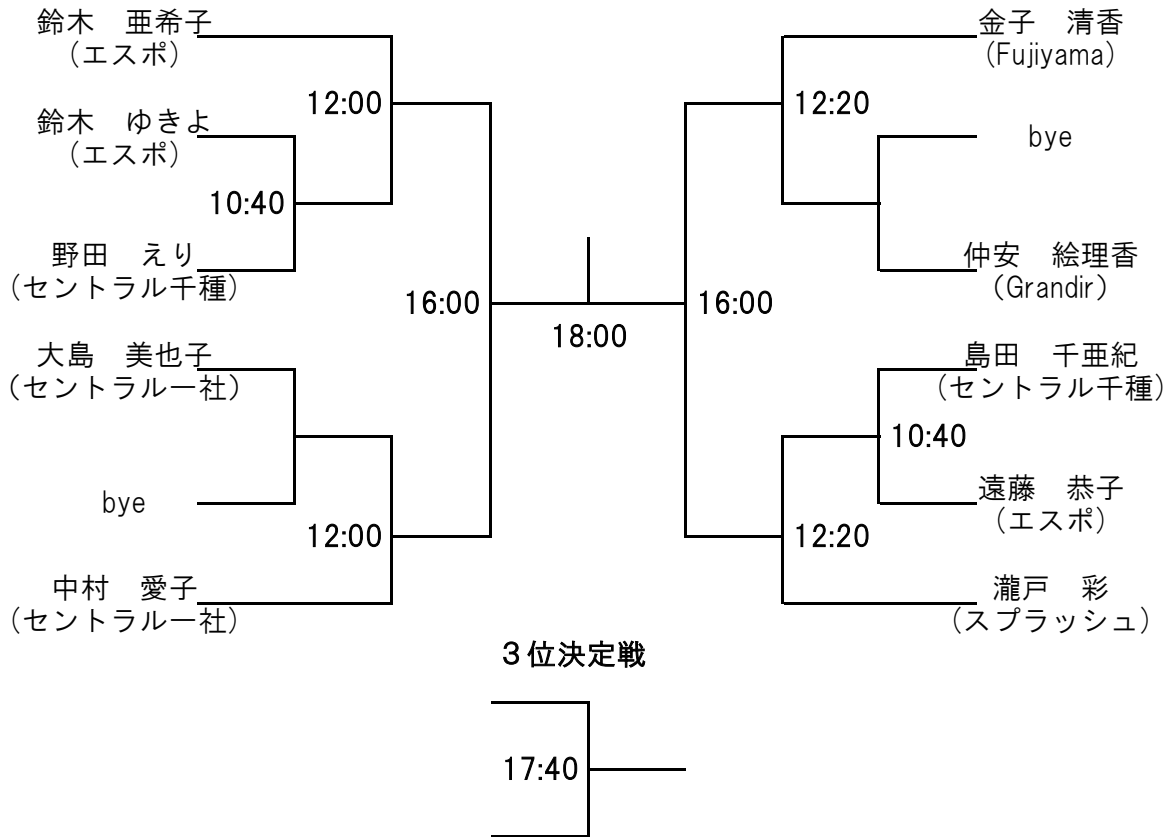 鈴木　亜希子
（エスポ）
12:00
鈴木　ゆきよ
（エスポ）
10:40
野田　えり
（セントラル千種）
16:00
大島　美也子
（セントラル一社）
bye
12:00
中村　愛子
（セントラル一社）
18:00
金子　清香
（Fujiyama）
12:20
bye
仲安　絵理香
（Grandir）
16:00
島田　千亜紀
（セントラル千種）
10:40
遠藤　恭子
（エスポ）
12:20
瀧戸　彩
（スプラッシュ）
３位決定戦
17:40